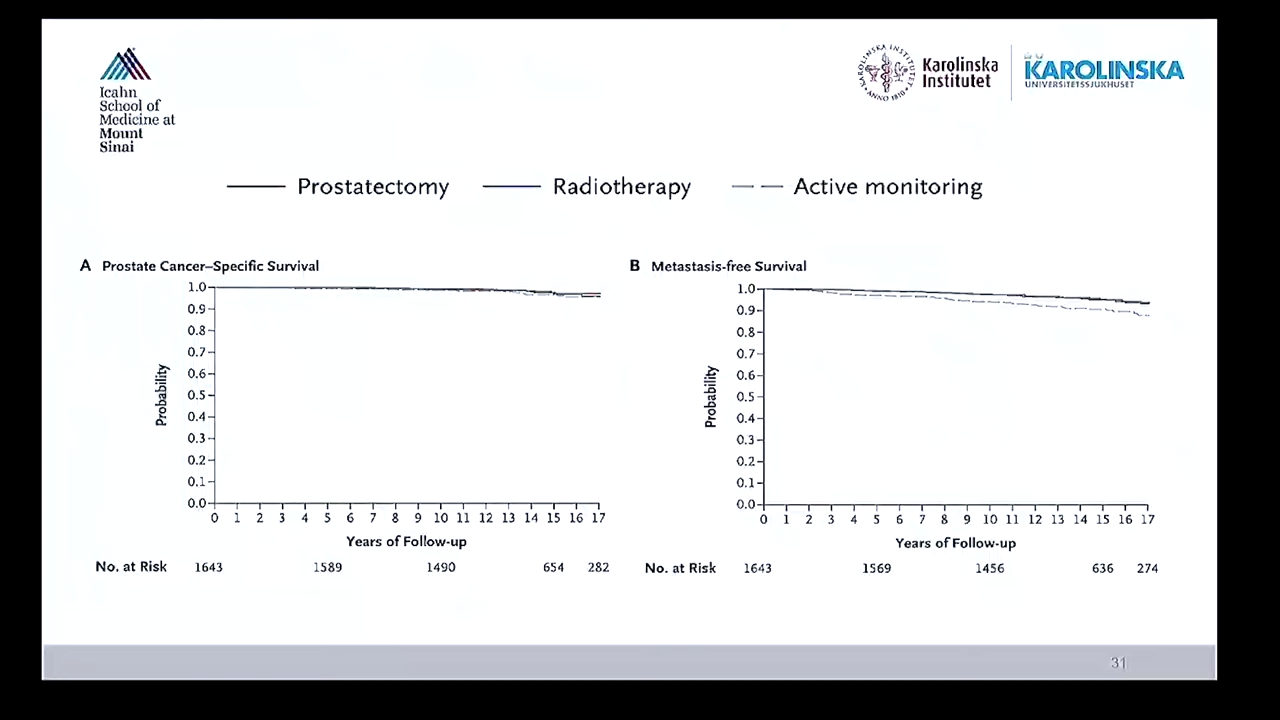 Icahn
School of
Medicine at
Mount
Sinai
KAROLINSKA INSTITUTET
ANNO 1810
Karolinska
Institutet
KAROLINSKA
UNIVERSITETSSJUKHUSET
Prostatectomy Radiotherapy Active monitoring
A Prostate Cancer–Specific Survival
1.0
0.9
0.8
0.7
0.6
0.5
0.4
0.3
0.2
0.1
0.0
Probability
0 1 2 3 4 5 6 7 8 9 10 11 12 13 14 15 16 17
Years of Follow-up
No. at Risk 1643 1589 1490 654 282
B Metastasis-free Survival
1.0
0.9
0.8
0.7
0.6
0.5
0.4
0.3
0.2
0.1
0.0
Probability
0 1 2 3 4 5 6 7 8 9 10 11 12 13 14 15 16 17
Years of Follow-up
No. at Risk 1643 1569 1456 636 274
31